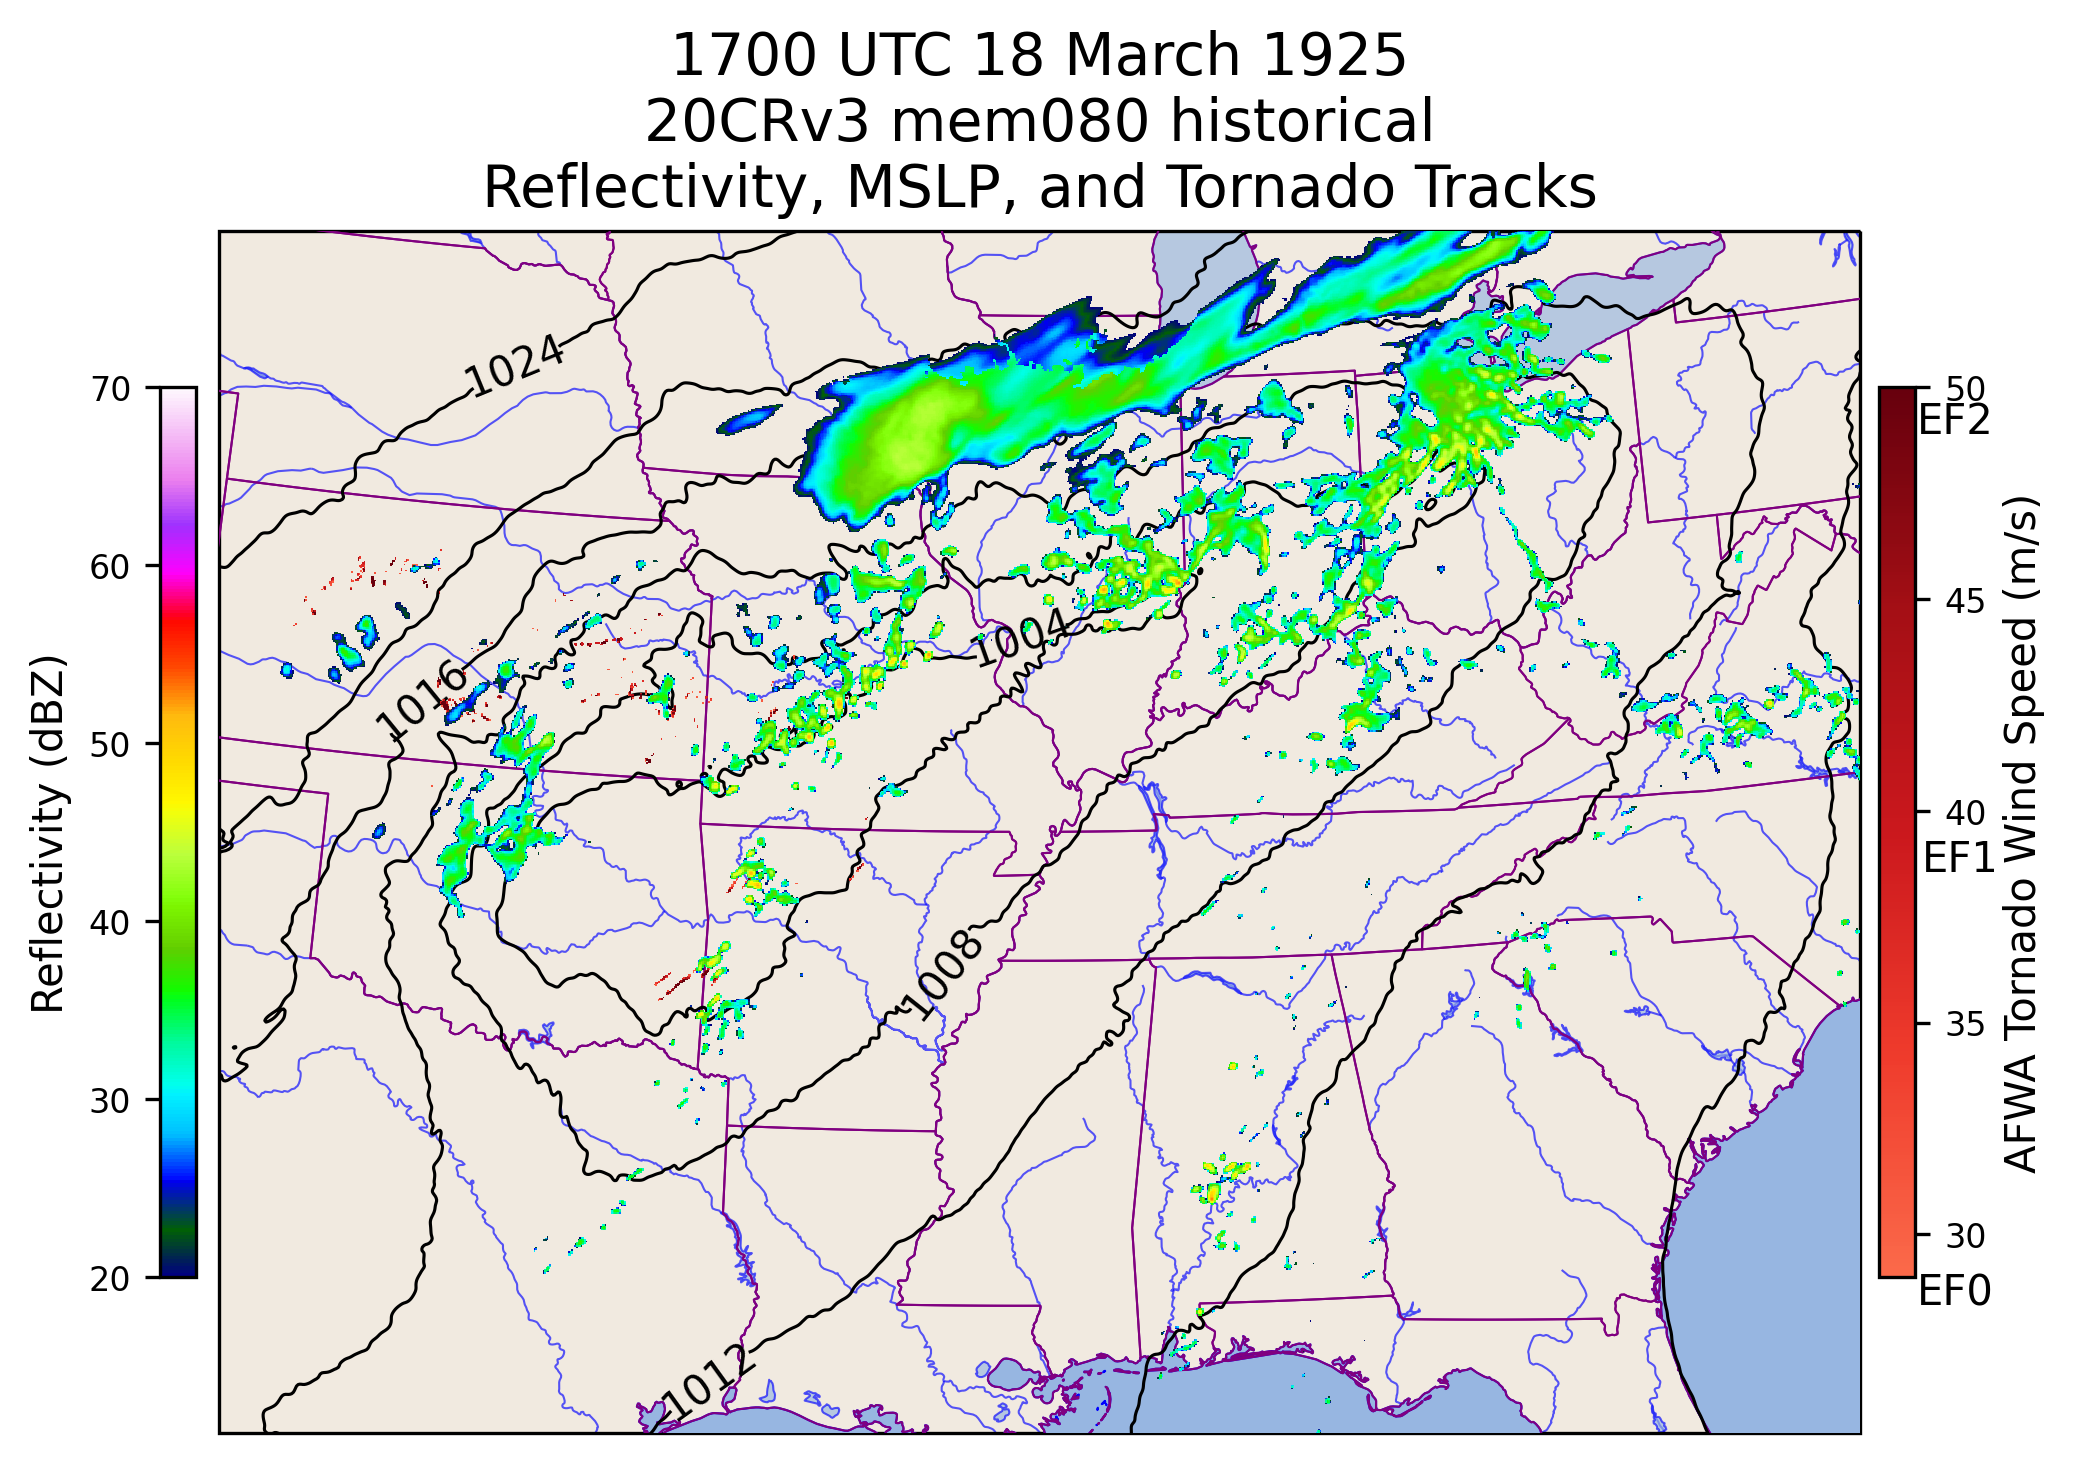 1700 UTC 18 March 1925
20CRv3 mem080 historical
Reflectivity, MSLP, and Tornado Tracks
Reflectivity (dBZ)
70
60
50
40
30
20
1024
1016
1004
1008
1012
50
EF2
45
40
EF1
35
30
EF0
AFWA Tornado Wind Speed (m/s)